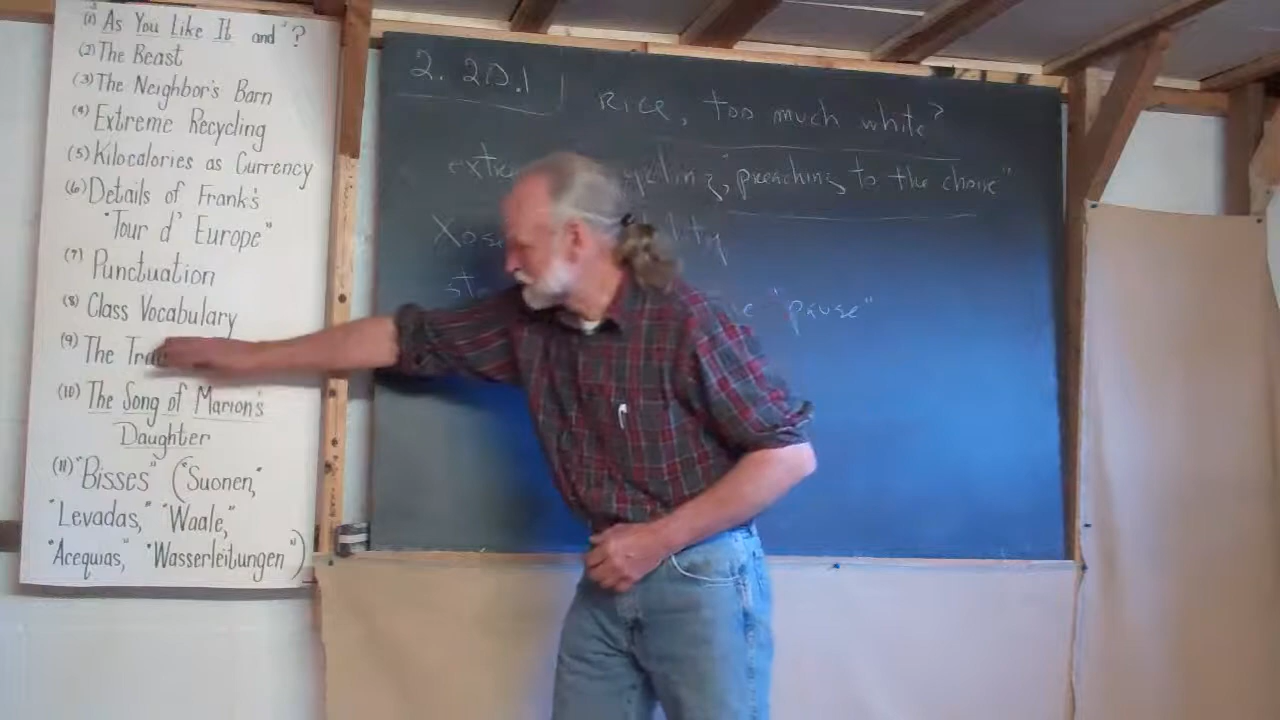 (1) As You Like It and "?
(2) The Beast
(3) The Neighbor's Barn
(4) Extreme Recycling
(5) Kilocalories as Currency
(6) Details of Frank's
"Tour d' Europe"
(7) Punctuation
(8) Class Vocabulary
(9) The
(10) The Song of Marion's
Daughter
(11) "Bisses" ("Suonen,"
"Levadas," "Waale,"
"Acequias," "Wasserleitungen")
2. 2D.1
Rice, too much white?
"preaching to the choir"
"pause"